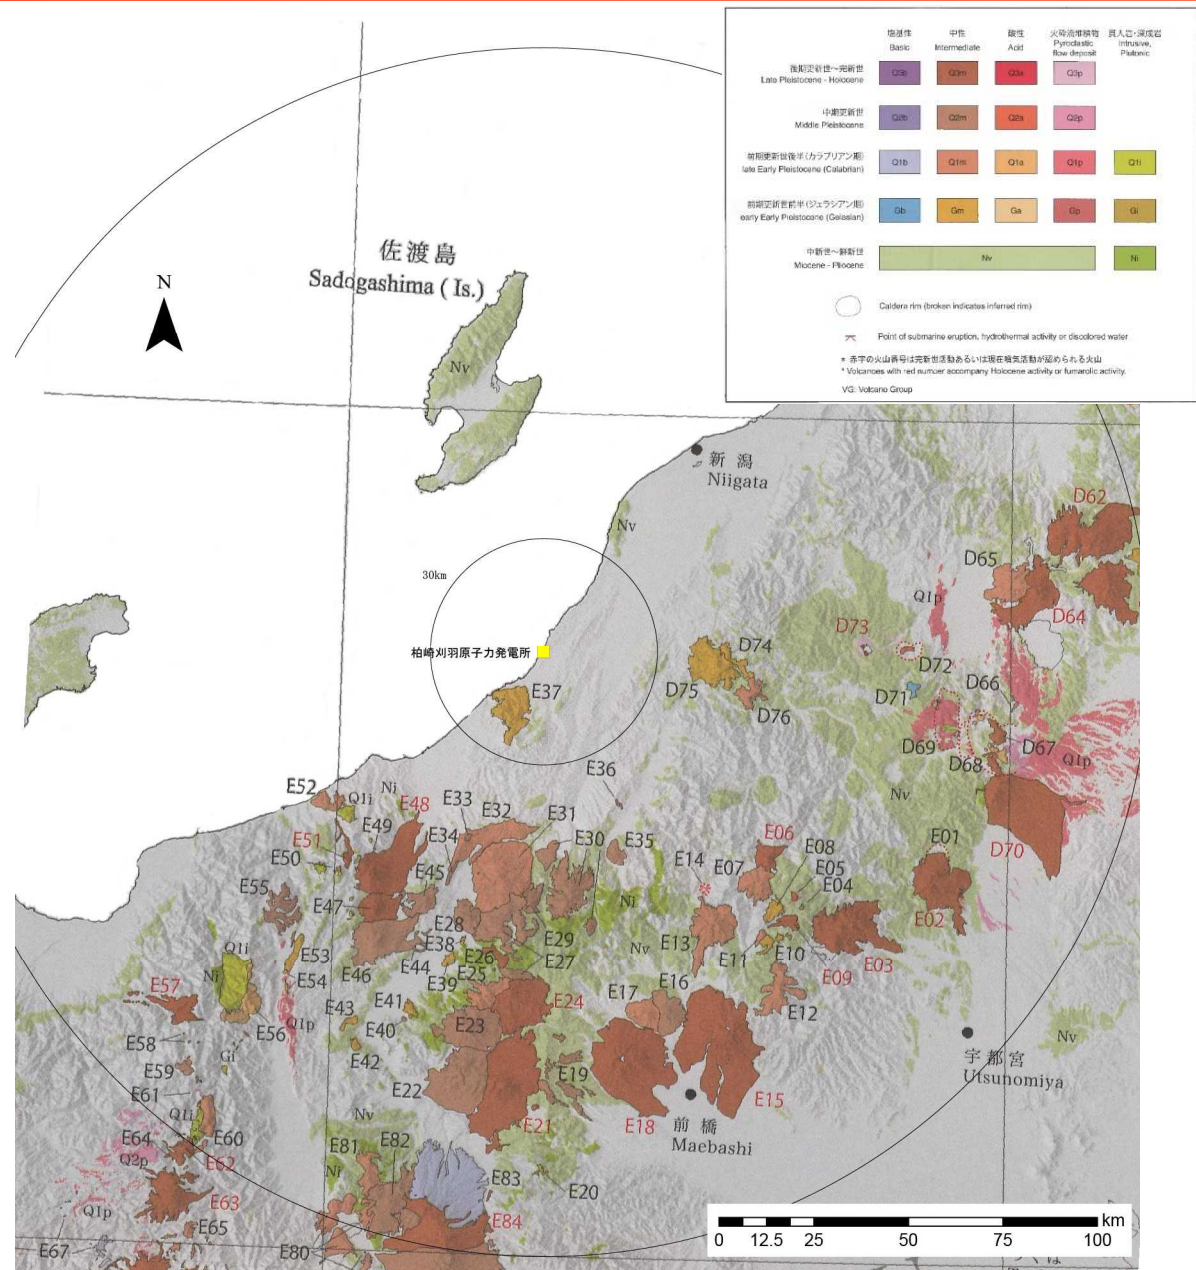 塩基性 中性 酸性 火砕流堆積物 貫入岩・深成岩
Basic Intermediate Acid Pyroclastic flow deposit Intrusive, Plutonic
後期更新世~完新世
Late Pleistocene - Holocene
Q3b Q3m Q3a Q3p
中期更新世
Middle Pleistocene
Q2b Q2m Q2a Q2p
前期更新世後半(カラブリアン期)
late Early Pleistocene (Calabrian)
Q1b Q1m Q1a Q1p Q1i
前期更新世前半(ジェラシアン期)
early Early Pleistocene (Gelasian)
Gb Gm Ga Gp Gi
中新世~鮮新世
Miocene - Pliocene
Nv Ni
Caldera rim (broken indicates inferred rim)
Point of submarine eruption, hydrothermal activity or discolored water
* 赤字の火山番号は完新世活動あるいは現在噴気活動が認められる火山
* Volcanoes with red number accompany Holocene activity or fumarolic activity.
VG: Volcano Group
佐渡島
Sadogashima ( Is.)
N
Nv
新潟
Niigata
Nv
D62
D65
30km
Q1p
D64
D73
柏崎刈羽原子力発電所
D74
D72
E37
D75
D66
D71
D76
D69
D67
D68
Q1p
E36
E52
Ni
Q1i
Nv
E48
E33
E32
E31
E49
E51
E34
E30
E35
E06
E08
E01
D70
E50
E14
E07
E05
E45
E04
E55
E47
Ni
E02
E28
E29
Q1i
E38
Nv
E13
E53
E26
E10
E44
E27
E11
E03
E46
E25
E09
Ni
E54
E39
E57
E16
E43
E41
E17
E24
E12
Q1p
E56
E40
E23
E58
Gi
E42
宇都宮
Utsunomiya
Nv
E59
E19
E22
E61
E15
Q1i
Nv
前橋
Maebashi
E21
E18
E64
E60
E81
E82
Q2p
E62
Ni
E83
E20
E63
Q1p
E84
E65
E67
E80
0 12.5 25 50 75 100 km